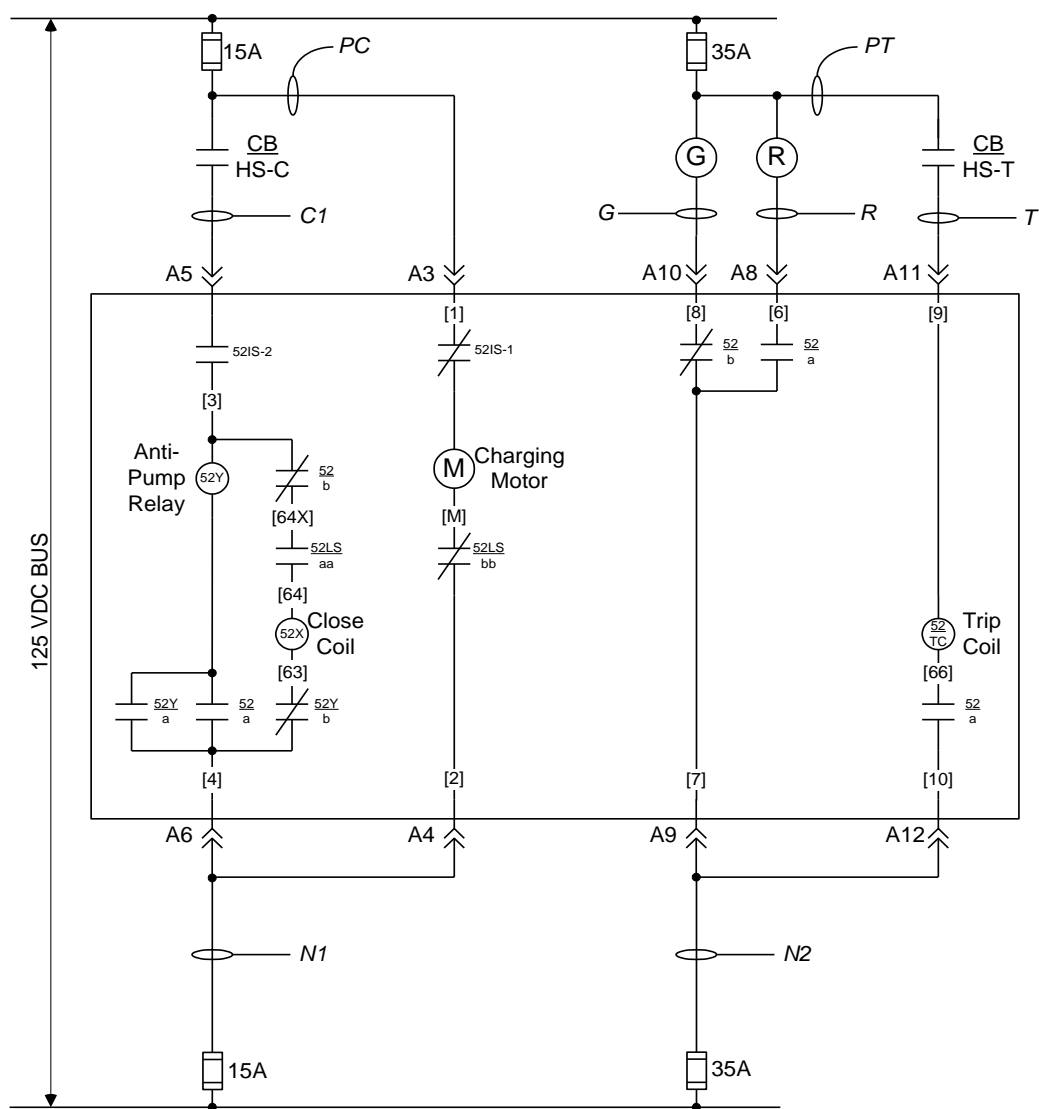 15A
PC
35A
PT
CB
HS-C
G
R
CB
HS-T
C1
G
R
T
A5
A3
A10
A8
A11
[1]
[8]
[6]
[9]
52IS-2
52IS-1
52
b
52
a
[3]
Anti-
Pump
Relay
52Y
52
b
M
Charging
Motor
[64X]
[M]
52LS
aa
52LS
bb
[64]
52X
Close
Coil
52
TC
Trip
Coil
[63]
[66]
52Y
a
52
a
52Y
b
52
a
[4]
[2]
[7]
[10]
A6
A4
A9
A12
N1
N2
15A
35A
125 VDC BUS